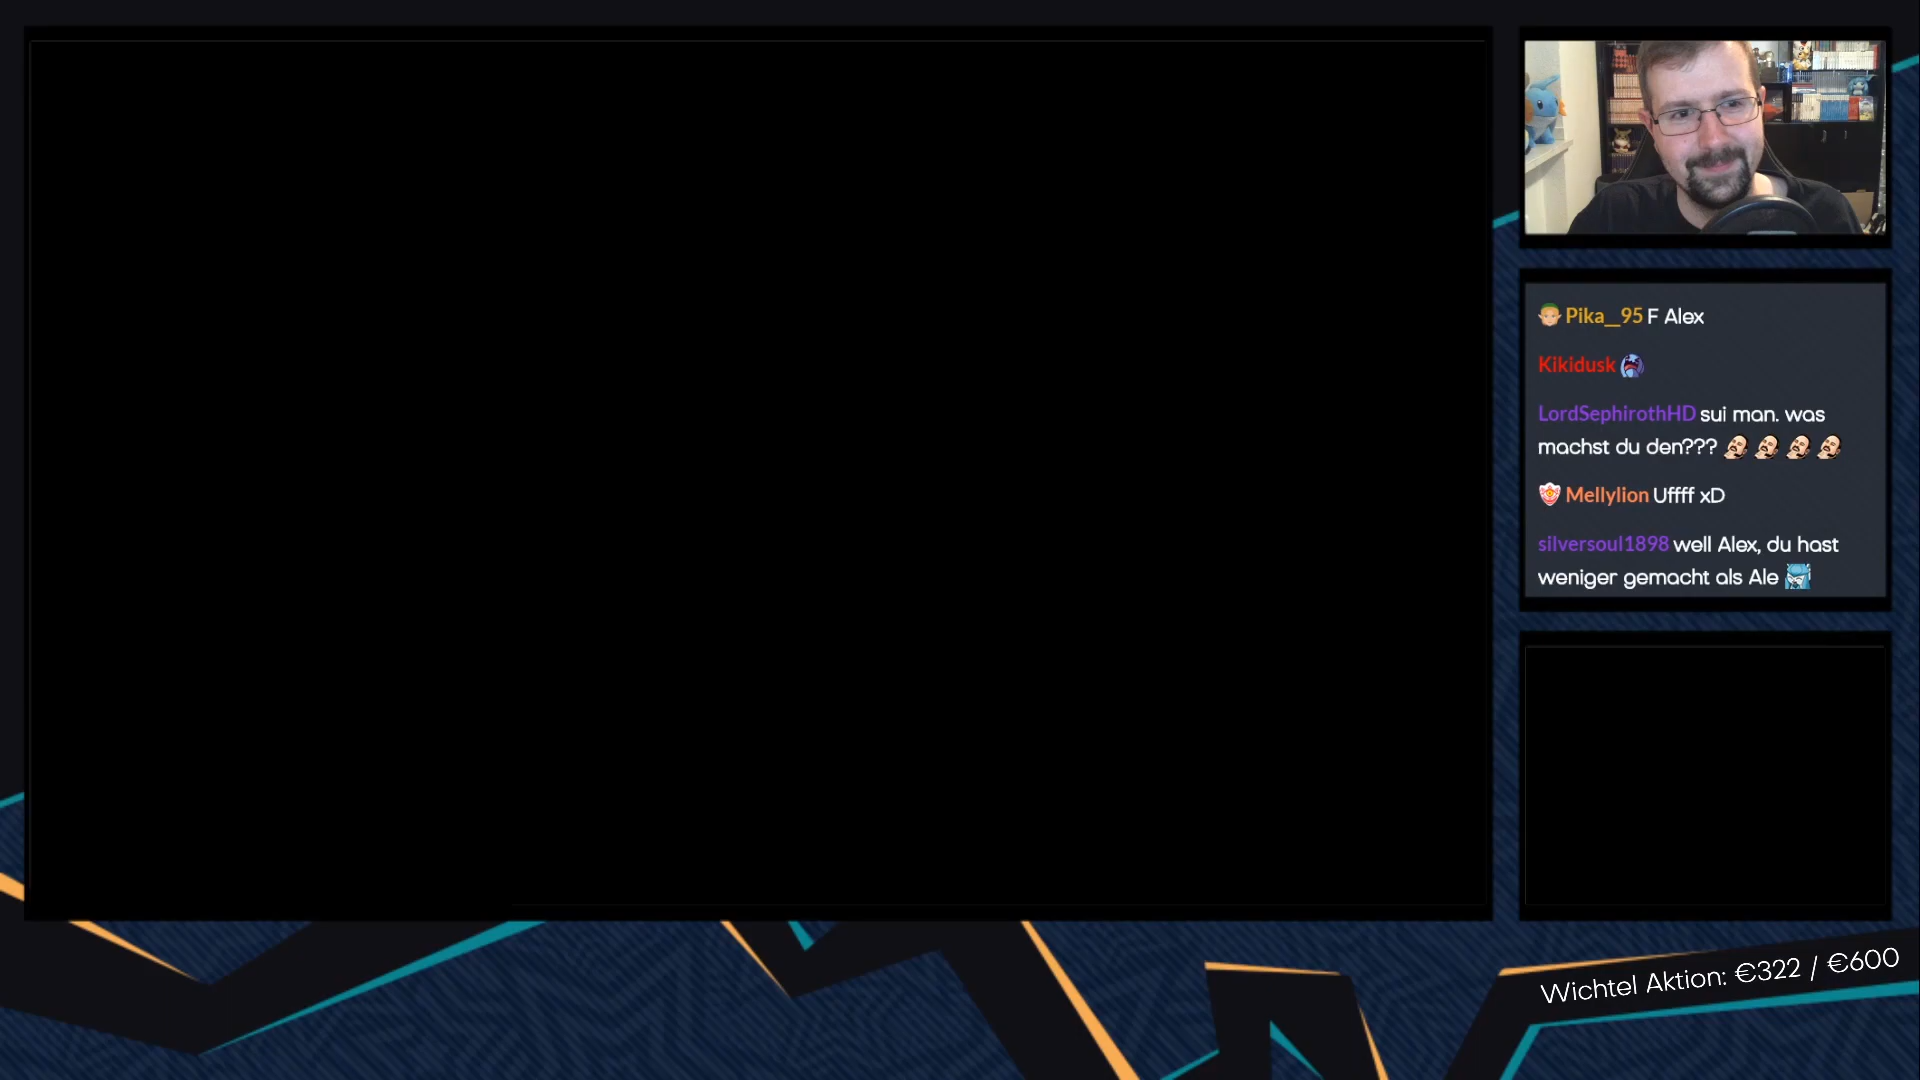 Pika__95 F Alex
Kikidusk
LordSephirothHD sui man. was
machst du den???
Mellylion Uffff xD
silversoul1898 well Alex, du hast
weniger gemacht als Ale
Wichtel Aktion: €322 / €600